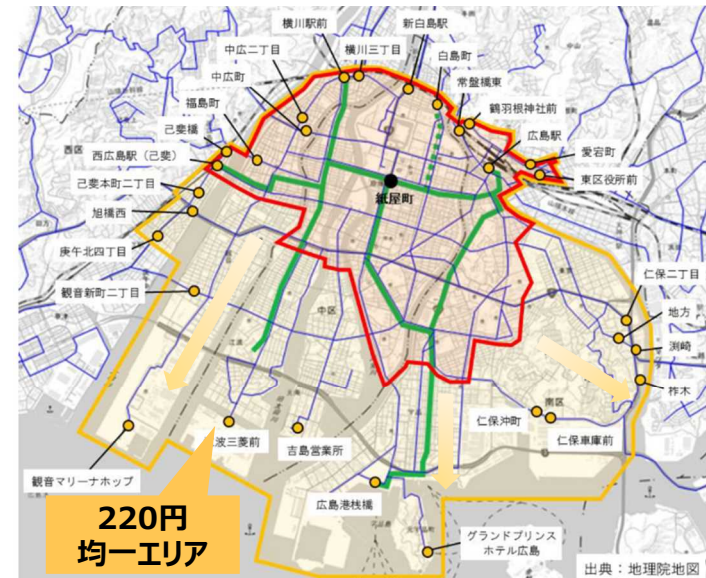 横川駅前
新白島駅
中広二丁目
横川三丁目
白島町
中広町
常盤橋東
福島町
鶴羽根神社前
己斐橋
広島駅
西区
西広島駅（己斐）
愛宕町
東区役所前
己斐本町二丁目
紙屋町
旭橋西
庚午北四丁目
仁保二丁目
観音新町二丁目
地方
中区
渕崎
柞木
南区
仁保沖町
波三菱前
吉島営業所
仁保車庫前
観音マリーナホップ
広島港桟橋
220円
均一エリア
グランドプリンス
ホテル広島
出典：地理院地図